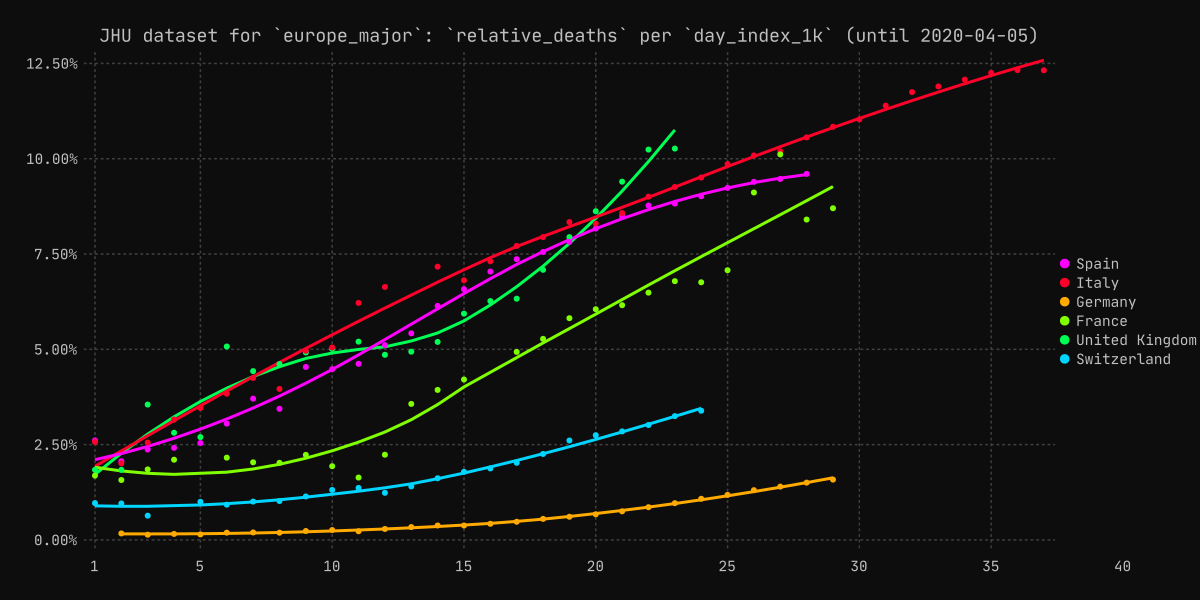 JHU dataset for `europe_major`: `relative_deaths` per `day_index_1k` (until 2020-04-05)
12.50%
10.00%
7.50%
5.00%
2.50%
0.00%
1 5 10 15 20 25 30 35 40
Spain
Italy
Germany
France
United Kingdom
Switzerland